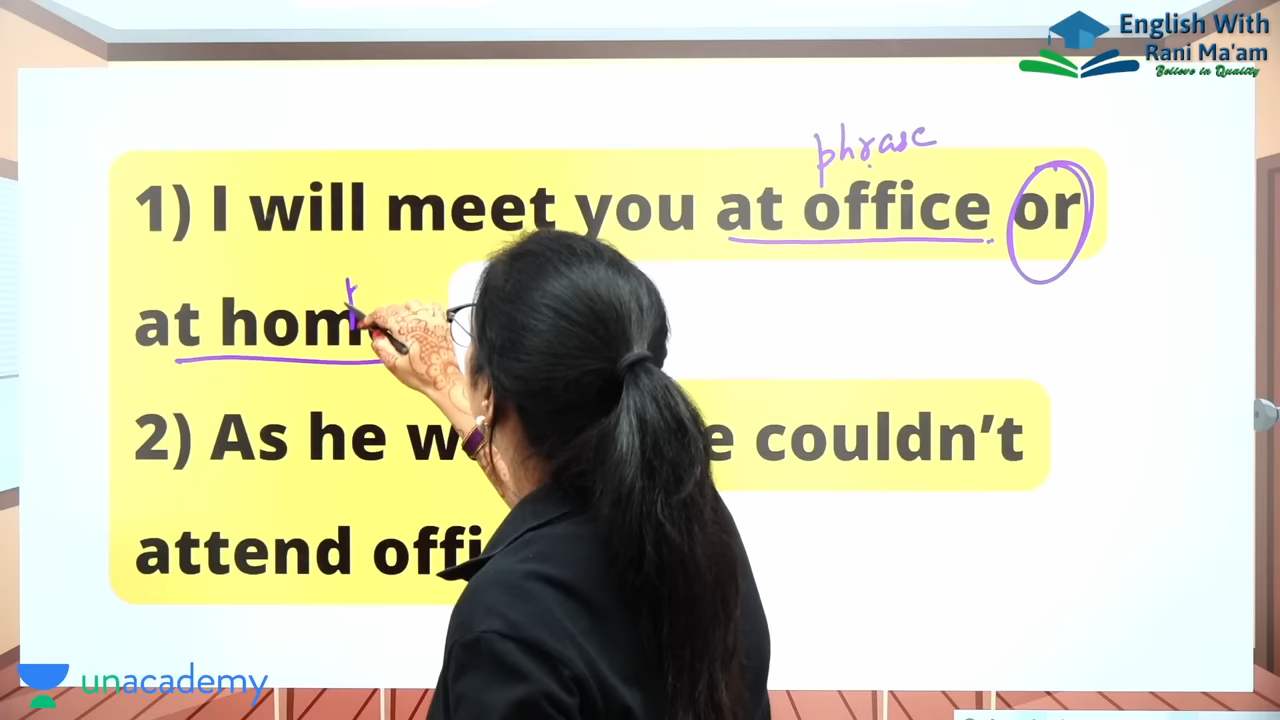 English With
Rani Ma'am
Believe in Quality
phrase
1) I will meet you at office or
at hom
2) As he w e couldn't
attend offi
unacademy